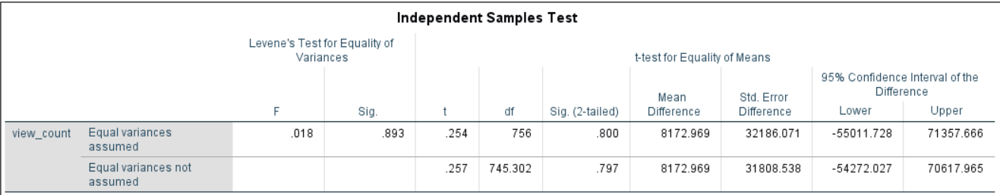 Independent Samples Test
Levene's Test for Equality of Variances
t-test for Equality of Means
95% Confidence Interval of the Difference
F Sig. t df Sig. (2-tailed) Mean Difference Std. Error Difference Lower Upper
view_count Equal variances assumed .018 .893 .254 756 .800 8172.969 32186.071 -55011.728 71357.666
Equal variances not assumed .257 745.302 .797 8172.969 31808.538 -54272.027 70617.965